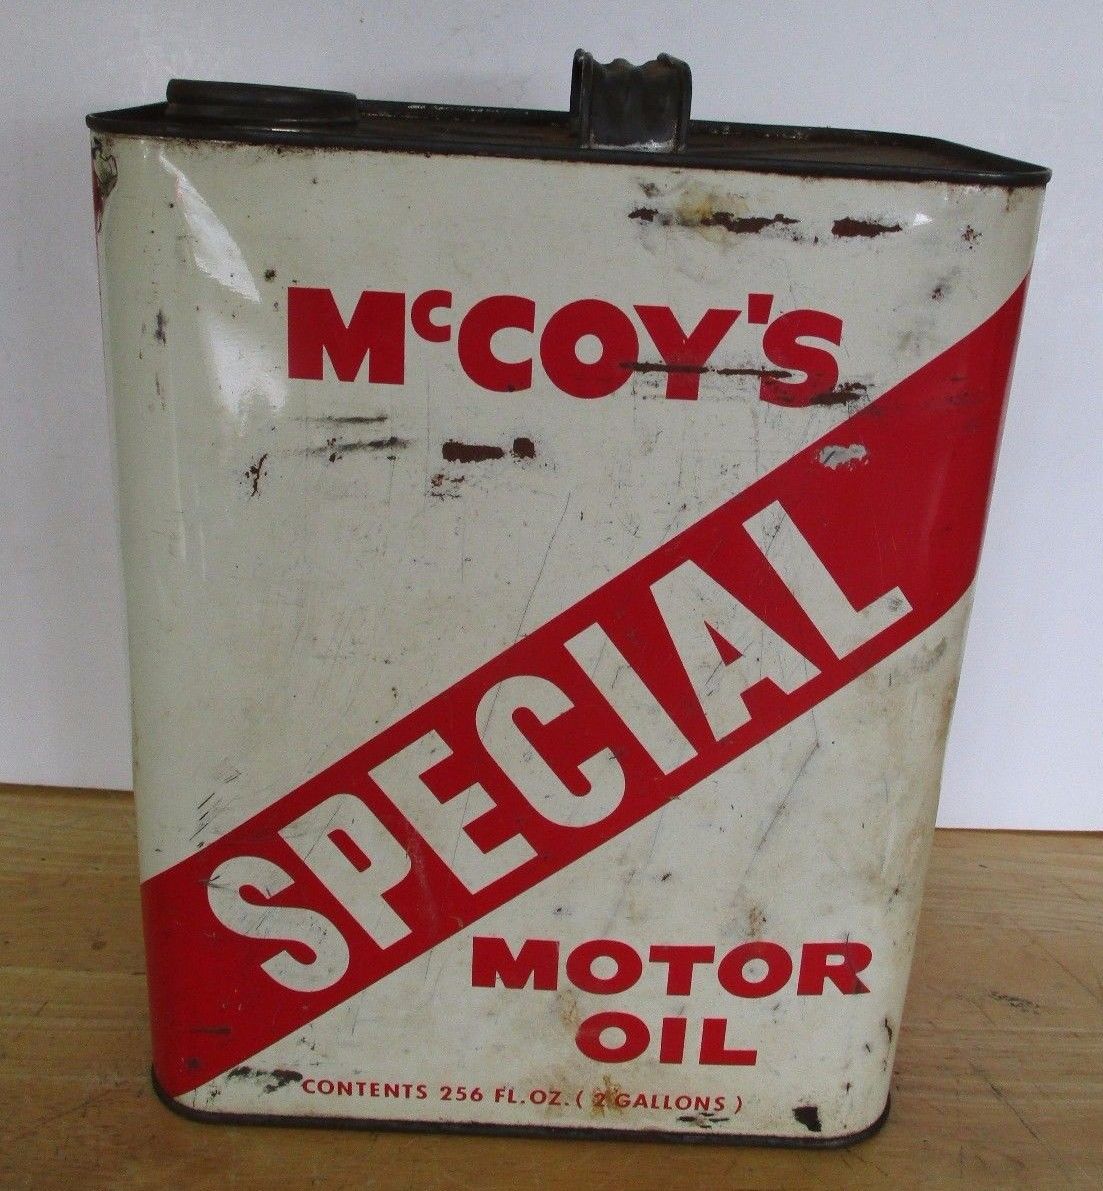 McCOY'S
SPECIAL
MOTOR
OIL
CONTENTS 256 FL.OZ. ( 2 GALLONS )